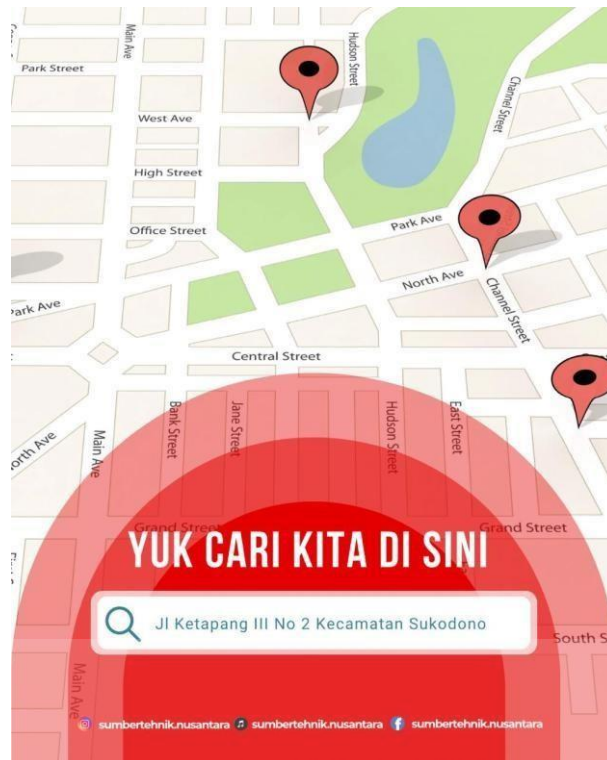 Main Ave
Hudson Street
Park Street
Channel Street
West Ave
High Street
Office Street
Park Ave
North Ave
Park Ave
Channel Street
Central Street
Bank Street
Jane Street
Hudson Street
East Street
Main Ave
Grand Street
Grand Street
YUK CARI KITA DI SINI
Jl Ketapang III No 2 Kecamatan Sukodono
South S
Main Ave
sumbertehnik.nusantara sumbertehnik.nusantara sumbertehnik.nusantara